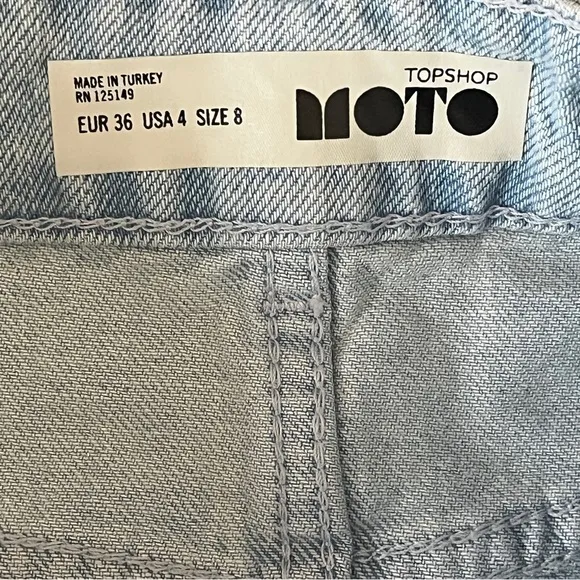 MADE IN TURKEY
RN 125149
EUR 36 USA 4 SIZE 8
TOPSHOP
MOTO